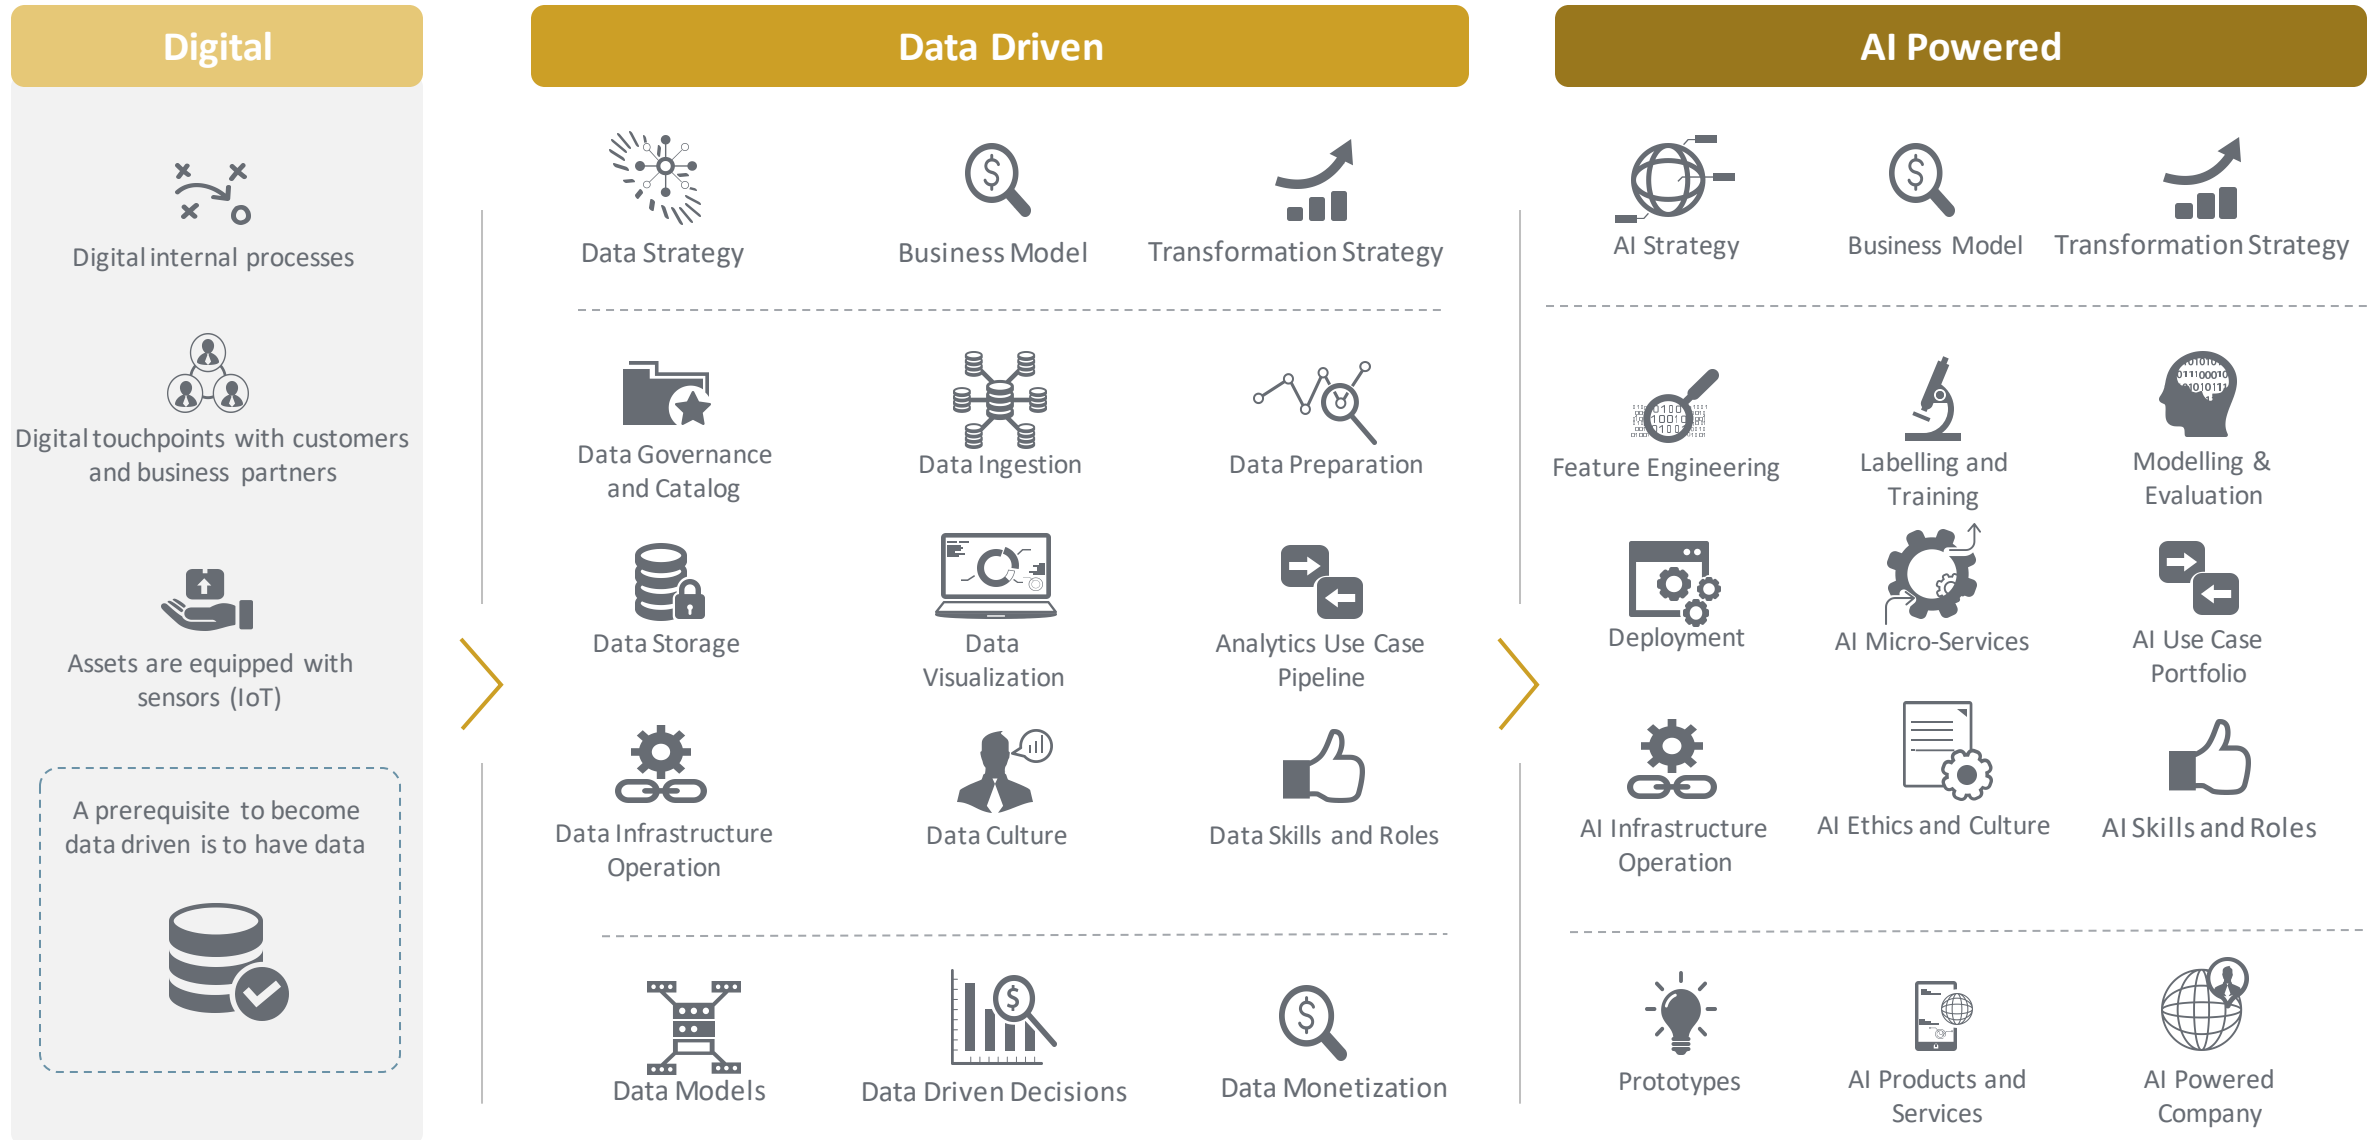 Digital
Digital internal processes
Digital touchpoints with customers
and business partners
Assets are equipped with
sensors (IoT)
A prerequisite to become
data driven is to have data
Data Driven
Data Strategy
Business Model
Transformation Strategy
Data Governance
and Catalog
Data Ingestion
Data Preparation
Data Storage
Data
Visualization
Analytics Use Case
Pipeline
Data Infrastructure
Operation
Data Culture
Data Skills and Roles
Data Models
Data Driven Decisions
Data Monetization
AI Powered
AI Strategy
Business Model
Transformation Strategy
Feature Engineering
Labelling and
Training
Modelling &
Evaluation
Deployment
AI Micro-Services
AI Use Case
Portfolio
AI Infrastructure
Operation
AI Ethics and Culture
AI Skills and Roles
Prototypes
AI Products and
Services
AI Powered
Company